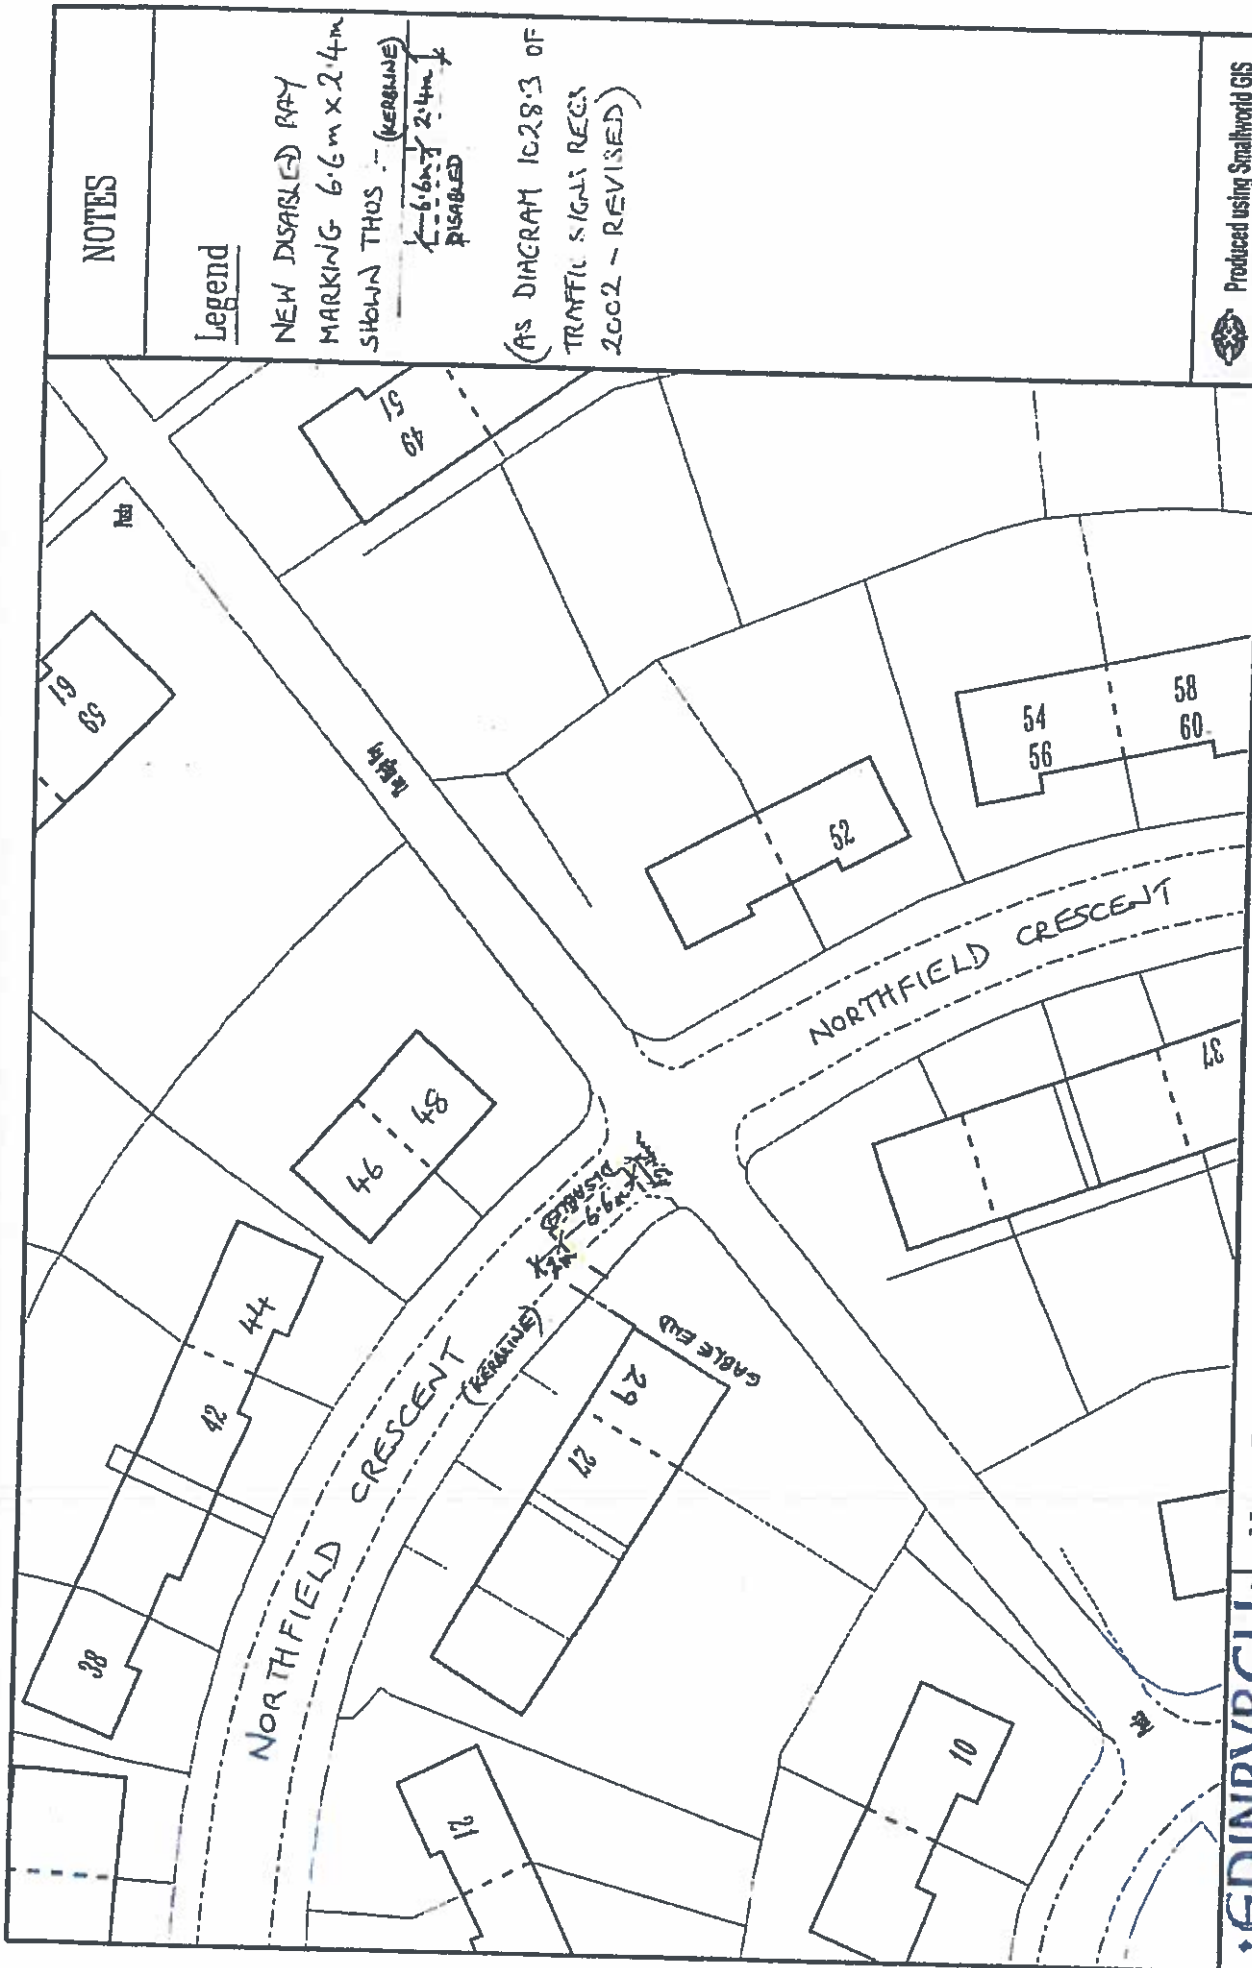 NOTES
Legend
NEW DISABLED BAY
MARKING 6.6m x 2.4m
SHOWN THUS :- (KERBLINE)
6.6m 2.4m
DISABLED
(AS DIAGRAM 1028.3 OF
TRAFFIC SIGNS REGS
2002 - REVISED)
Produced using Smallworld GIS
51
49
61
59
54
56
58
60
52
NORTHFIELD CRESCENT
37
46
48
44
42
38
NORTHFIELD CRESCENT
(KERBLINE)
DISABLED
6.6m
GABLE END
29
27
12
10
EDINBURGH